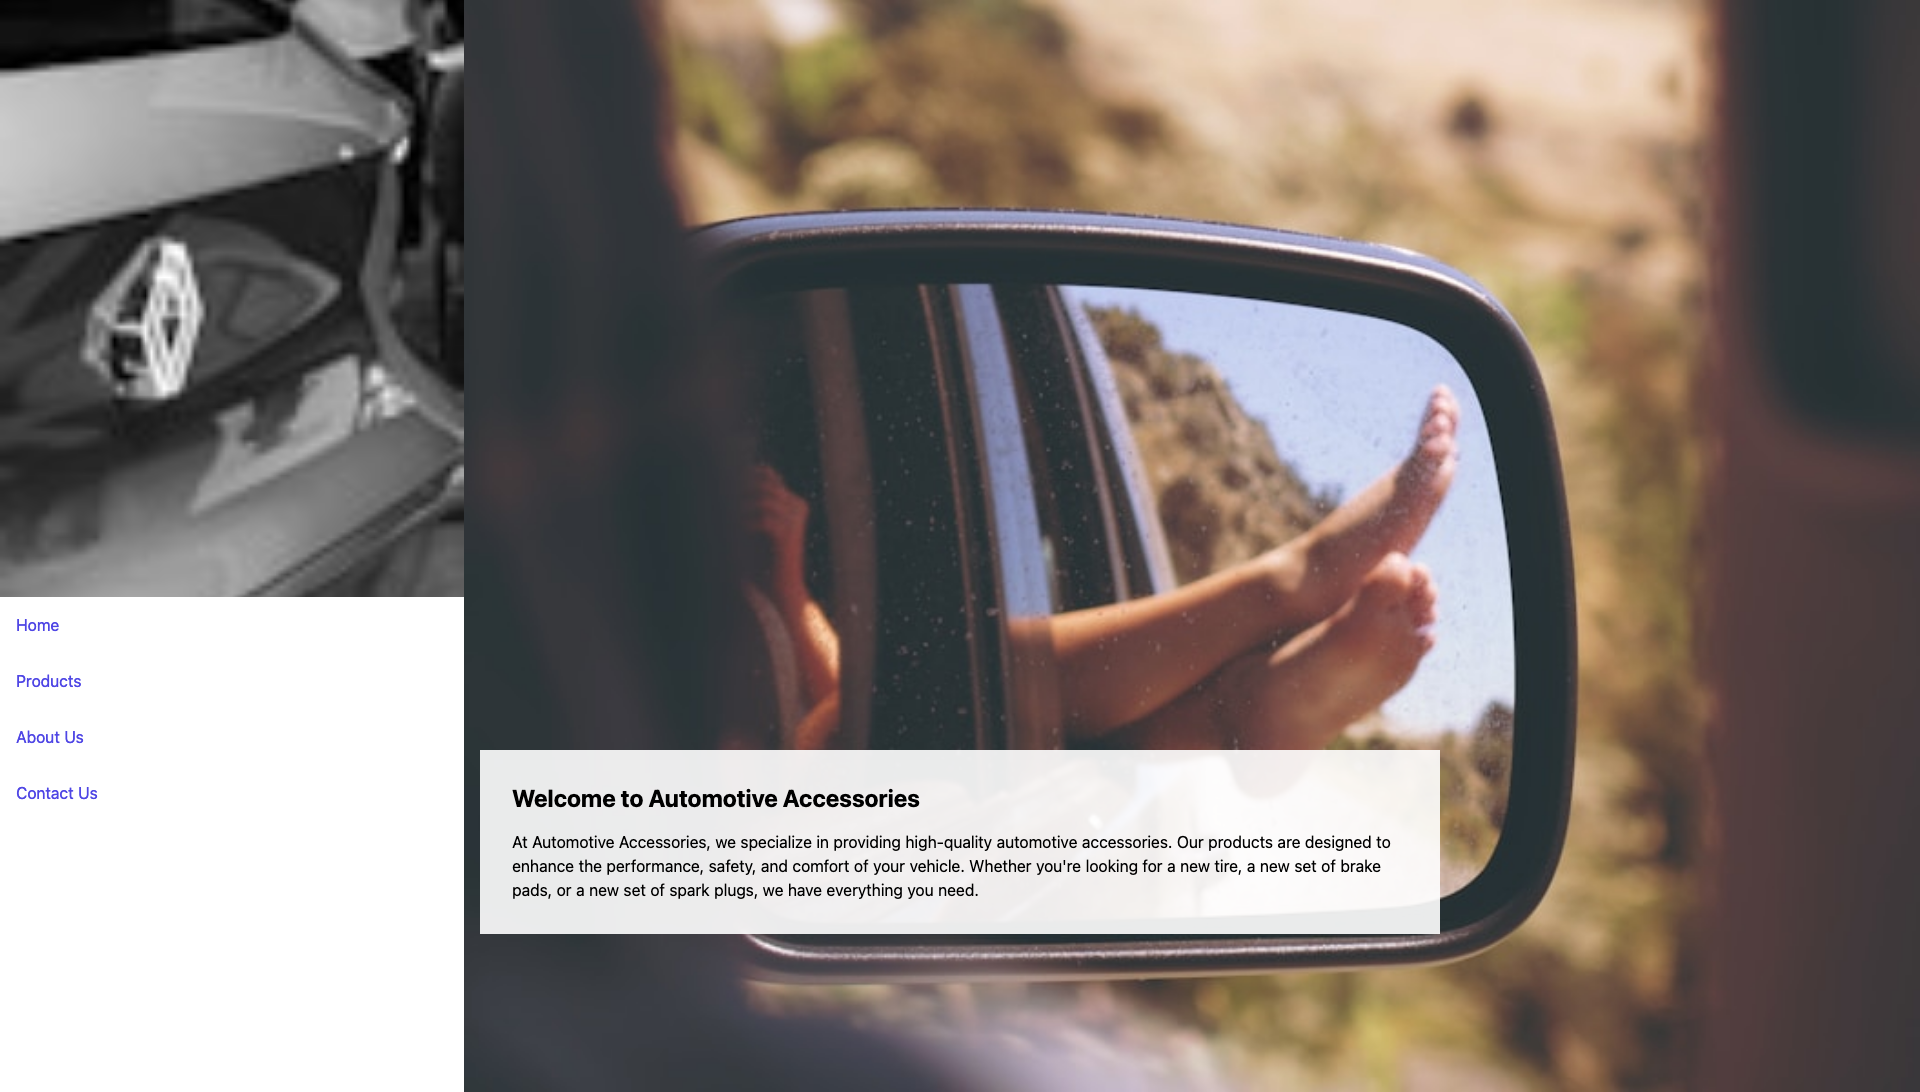 Home
Products
About Us
Contact Us
Welcome to Automotive Accessories
At Automotive Accessories, we specialize in providing high-quality automotive accessories. Our products are designed to
enhance the performance, safety, and comfort of your vehicle. Whether you're looking for a new tire, a new set of brake
pads, or a new set of spark plugs, we have everything you need.